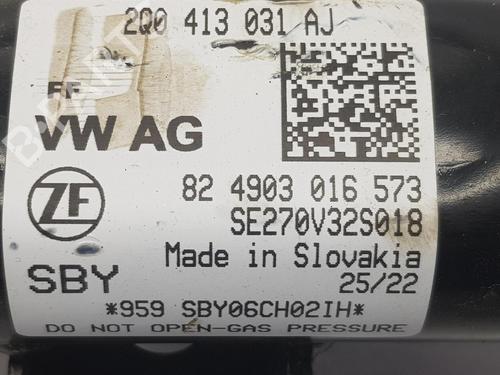 2Q0 413 031 AJ
FF
VW AG
ZF
82 4903 016 573
SE270V32S018
Made in Slovakia
SBY
25/22
*959 SBY06CH02IH*
DO NOT OPEN-GAS PRESSURE